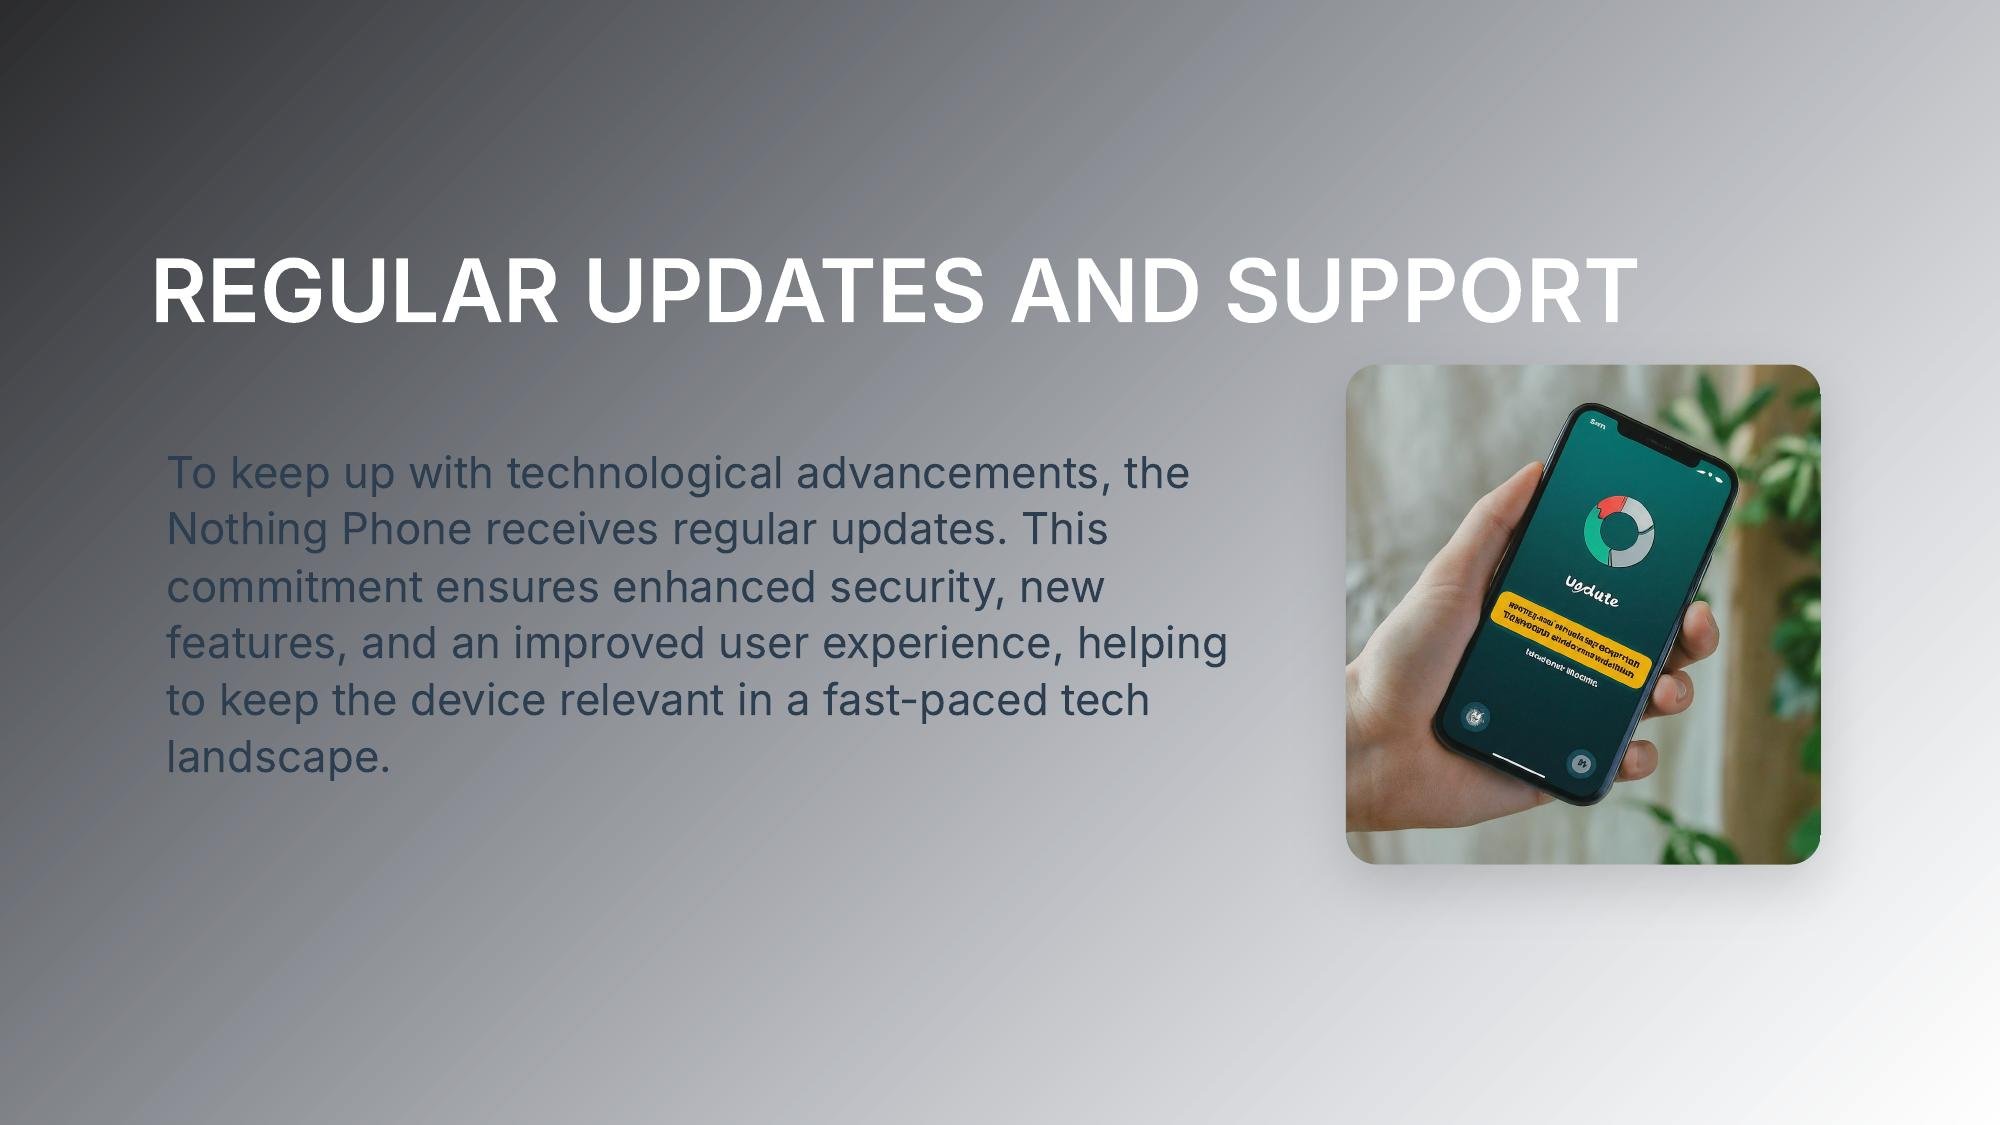 REGULAR UPDATES AND SUPPORT
To keep up with technological advancements, the
Nothing Phone receives regular updates. This
commitment ensures enhanced security, new
features, and an improved user experience, helping
to keep the device relevant in a fast-paced tech
landscape.